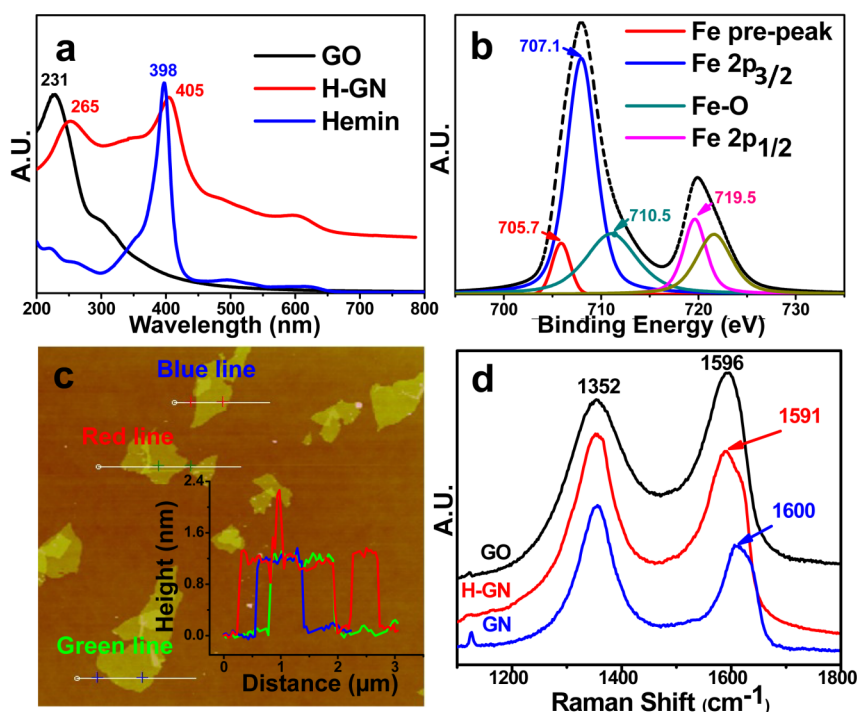 a
GO
H-GN
Hemin
231
265
398
405
A.U.
200 300 400 500 600 700 800
Wavelength (nm)
b
Fe pre-peak
Fe 2p3/2
Fe-O
Fe 2p1/2
707.1
705.7
710.5
719.5
A.U.
700 710 720 730
Binding Energy (eV)
c
Blue line
Red line
Green line
2.4
1.8
1.2
0.6
0.0
Height (nm)
0 1 2 3
Distance (µm)
d
1352
1596
1591
1600
GO
H-GN
GN
A.U.
1200 1400 1600 1800
Raman Shift (cm-1)